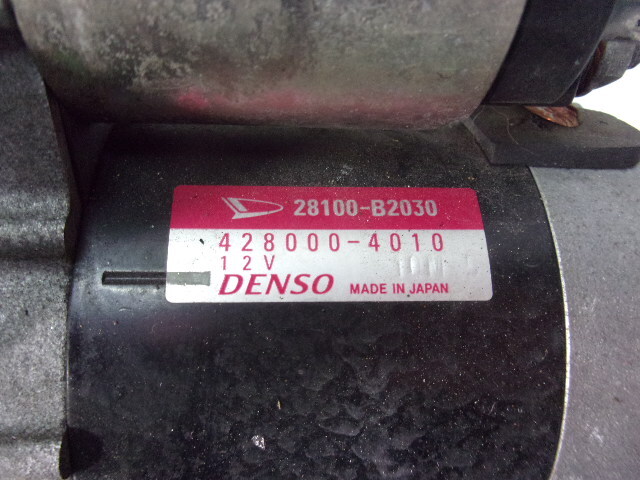 28100-B2030
428000-4010
12V
DENSO MADE IN JAPAN